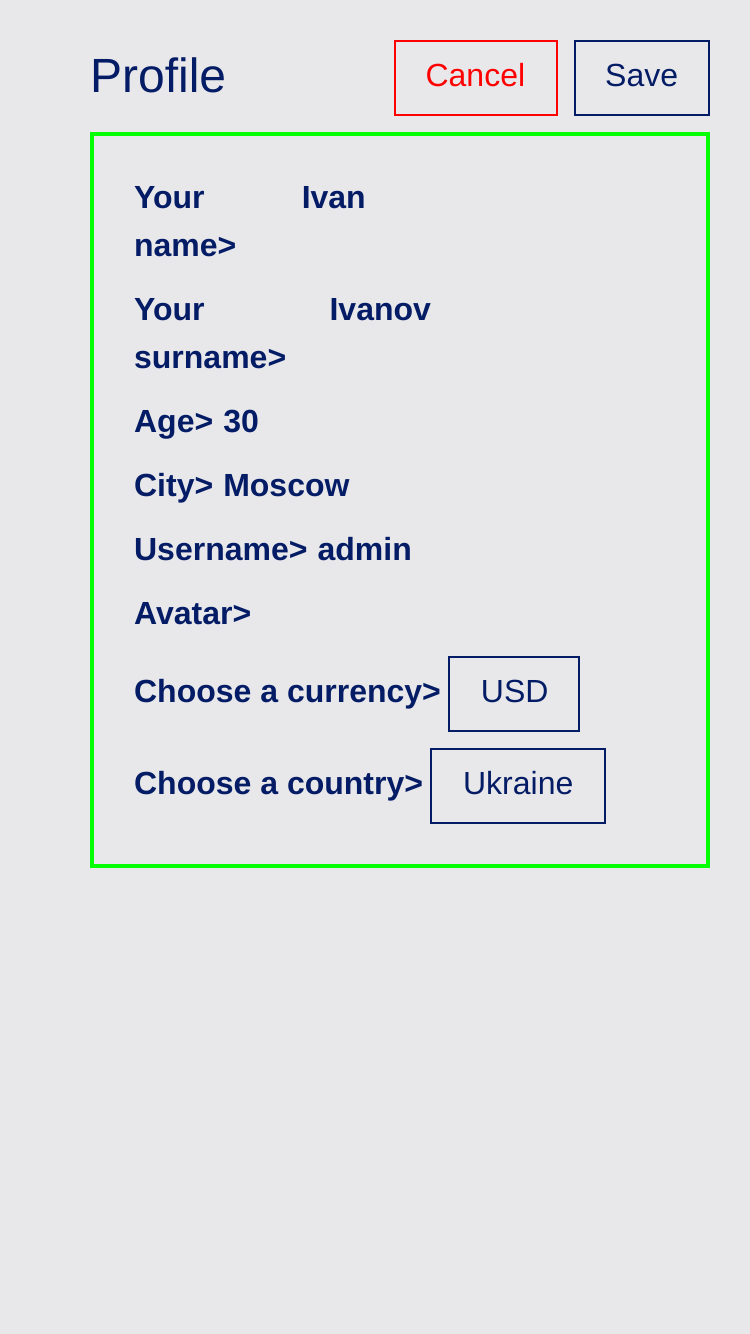 Profile
Cancel
Save
Your Ivan
name>
Your Ivanov
surname>
Age> 30
City> Moscow
Username> admin
Avatar>
Choose a currency> USD
Choose a country> Ukraine